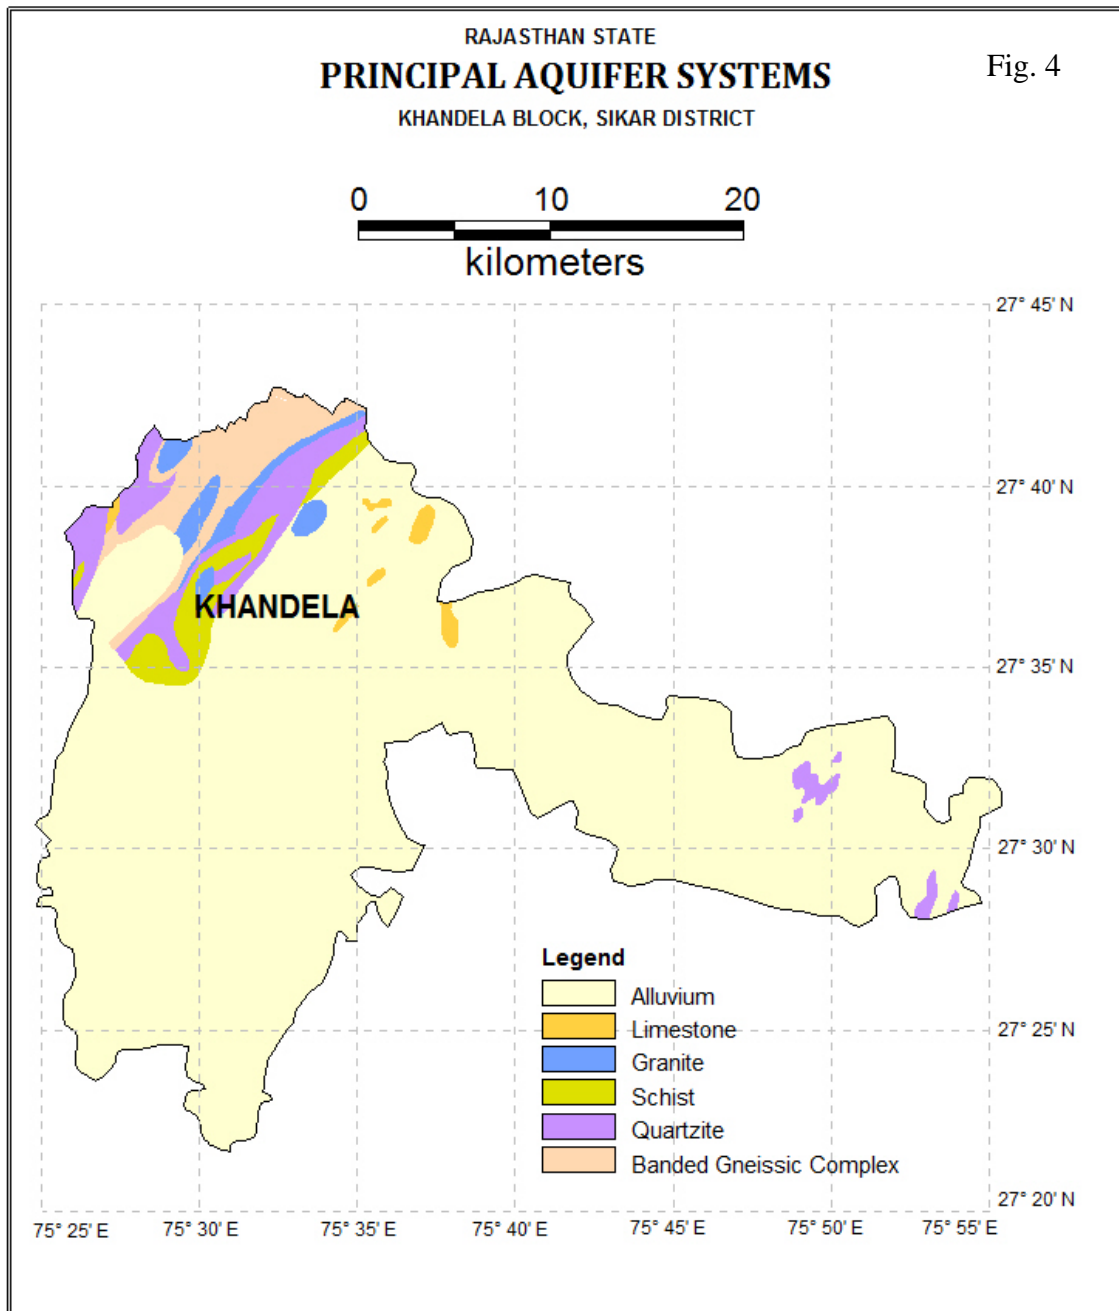 RAJASTHAN STATE
PRINCIPAL AQUIFER SYSTEMS
Fig. 4
KHANDELA BLOCK, SIKAR DISTRICT
0 10 20
kilometers
27° 45' N
27° 40' N
KHANDELA
27° 35' N
27° 30' N
Legend
Alluvium
Limestone
27° 25' N
Granite
Schist
Quartzite
Banded Gneissic Complex
27° 20' N
75° 25' E 75° 30' E 75° 35' E 75° 40' E 75° 45' E 75° 50' E 75° 55' E